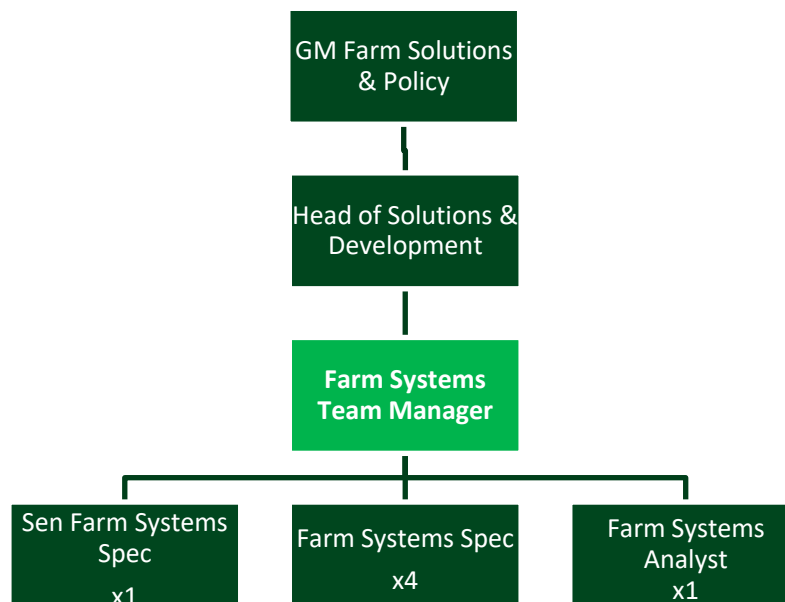 GM Farm Solutions
& Policy
Head of Solutions &
Development
Farm Systems
Team Manager
Sen Farm Systems
Spec
x1
Farm Systems Spec
x4
Farm Systems
Analyst
x1